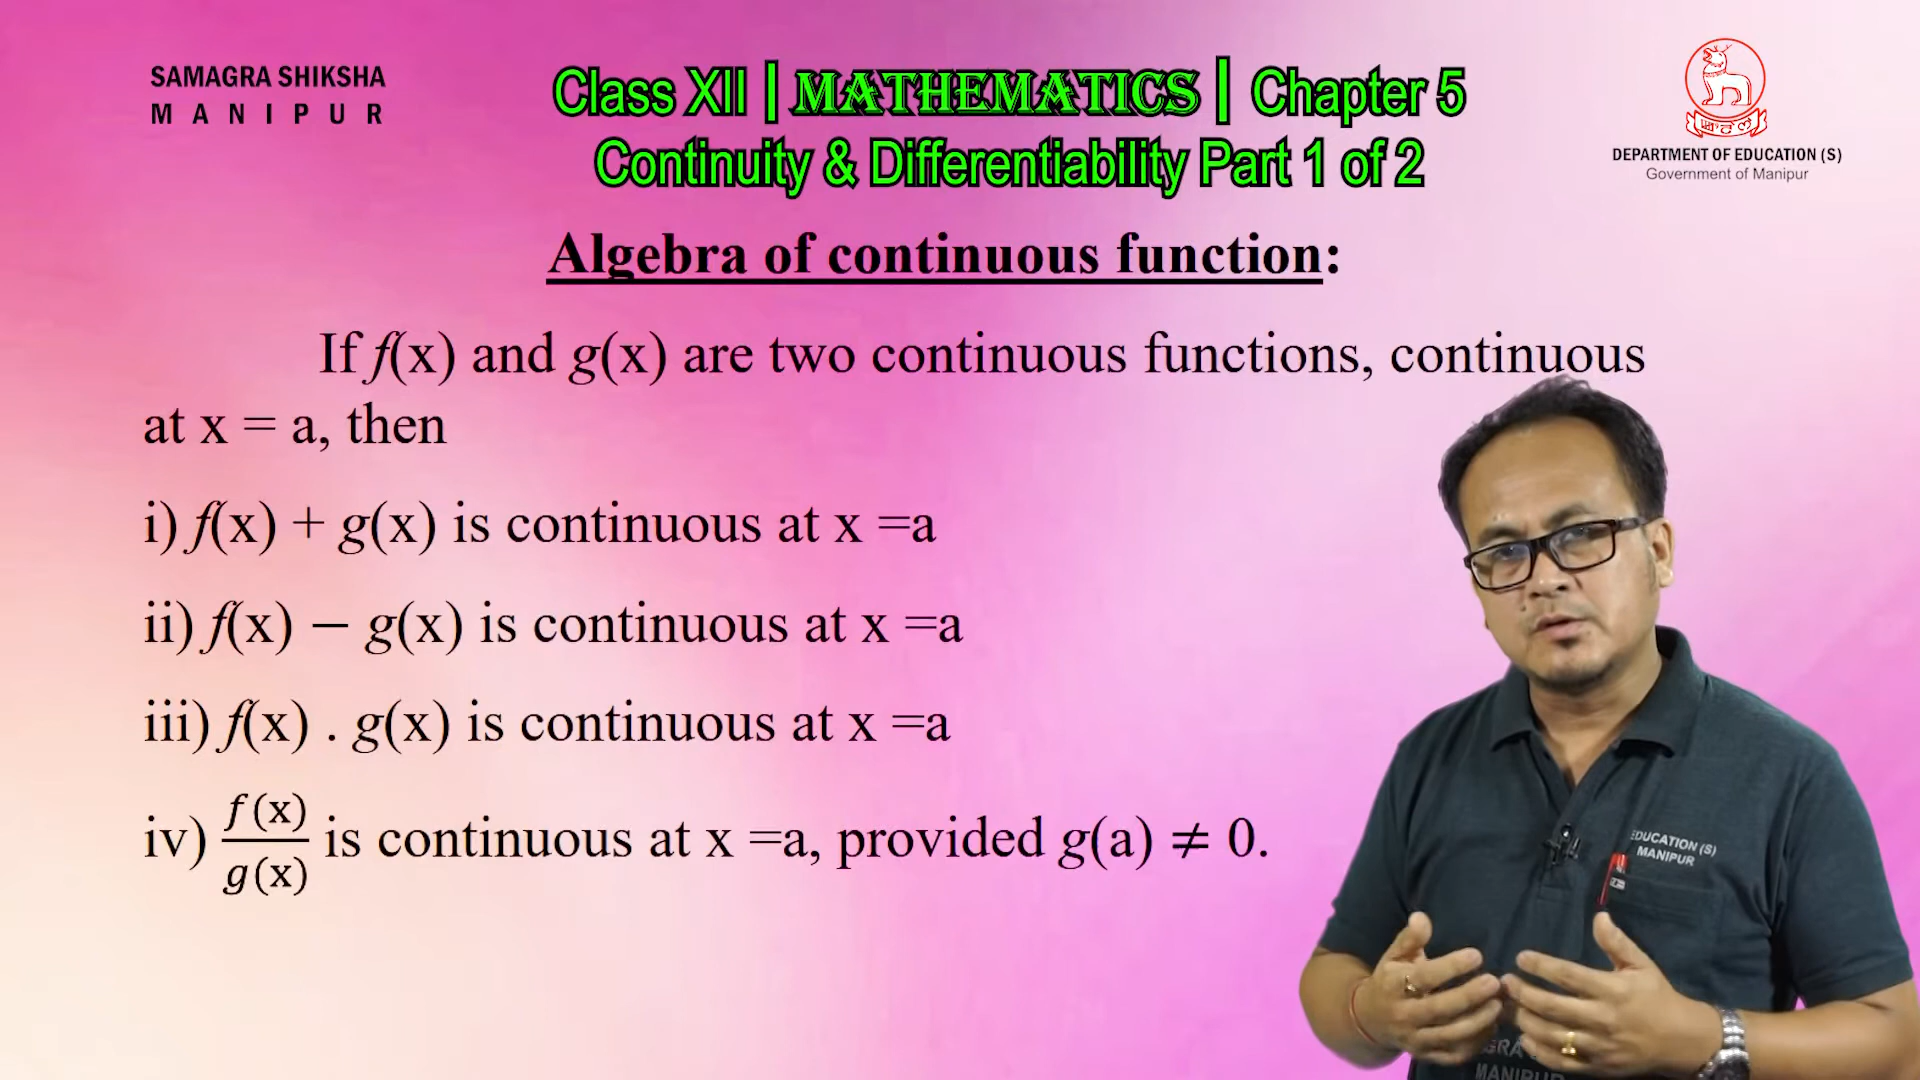 SAMAGRA SHIKSHA
MANIPUR
Class XII | MATHEMATICS | Chapter 5
Continuity & Differentiability Part 1 of 2
DEPARTMENT OF EDUCATION (S)
Government of Manipur
Algebra of continuous function:
If f(x) and g(x) are two continuous functions, continuous
at x = a, then
i) f(x) + g(x) is continuous at x =a
ii) f(x) − g(x) is continuous at x =a
iii) f(x) . g(x) is continuous at x =a
iv) f(x)/g(x) is continuous at x =a, provided g(a) ≠ 0.
EDUCATION (S)
MANIPUR
MANIPUR